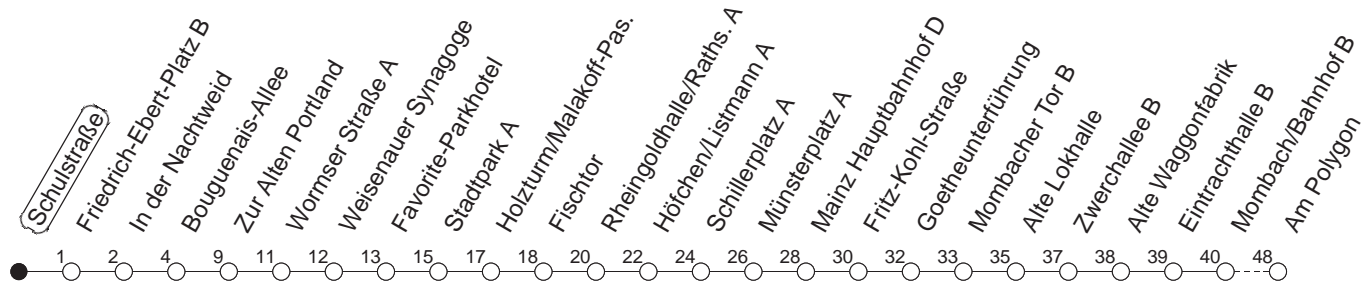 Schulstraße
Friedrich-Ebert-Platz B
In der Nachtweid
Bouguenais-Allee
Zur Alten Portland
Wormser Straße A
Weisenauer Synagoge
Favorite-Parkhotel
Stadtpark A
Holzturm/Malakoff-Pas.
Fischtor
Rheingoldhalle/Raths. A
Höfchen/Listmann A
Schillerplatz A
Münsterplatz A
Mainz Hauptbahnhof D
Fritz-Kohl-Straße
Goetheunterführung
Mombacher Tor B
Alte Lokhalle
Zwerchallee B
Alte Waggonfabrik
Eintrachthalle B
Mombach/Bahnhof B
Am Polygon
1 2 4 9 11 12 13 15 17 18 20 22 24 26 28 30 32 33 35 37 38 39 40 48